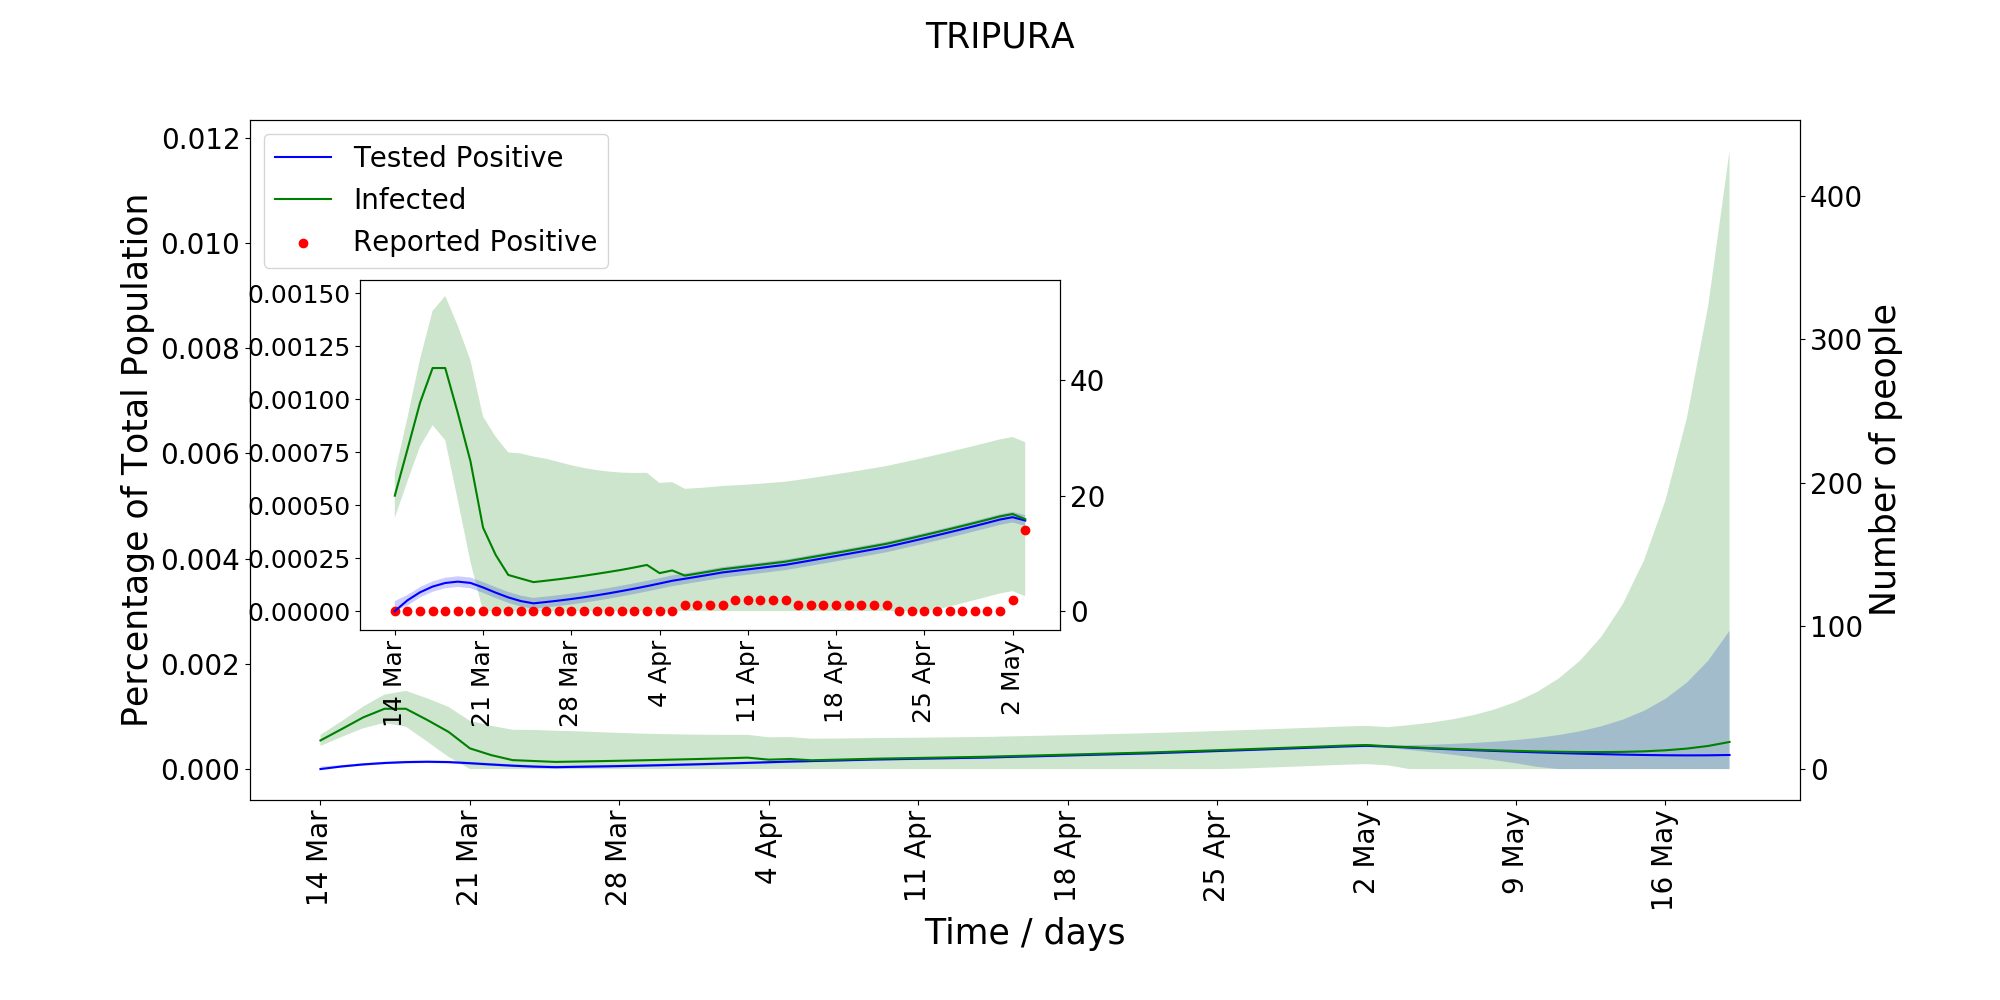 TRIPURA
Tested Positive
Infected
Reported Positive
Percentage of Total Population
0.012
0.010
0.008
0.006
0.004
0.002
0.000
Number of people
400
300
200
100
0
0.00150
0.00125
0.00100
0.00075
0.00050
0.00025
0.00000
40
20
0
14 Mar
21 Mar
28 Mar
4 Apr
11 Apr
18 Apr
25 Apr
2 May
14 Mar
21 Mar
28 Mar
4 Apr
11 Apr
18 Apr
25 Apr
2 May
9 May
16 May
Time / days